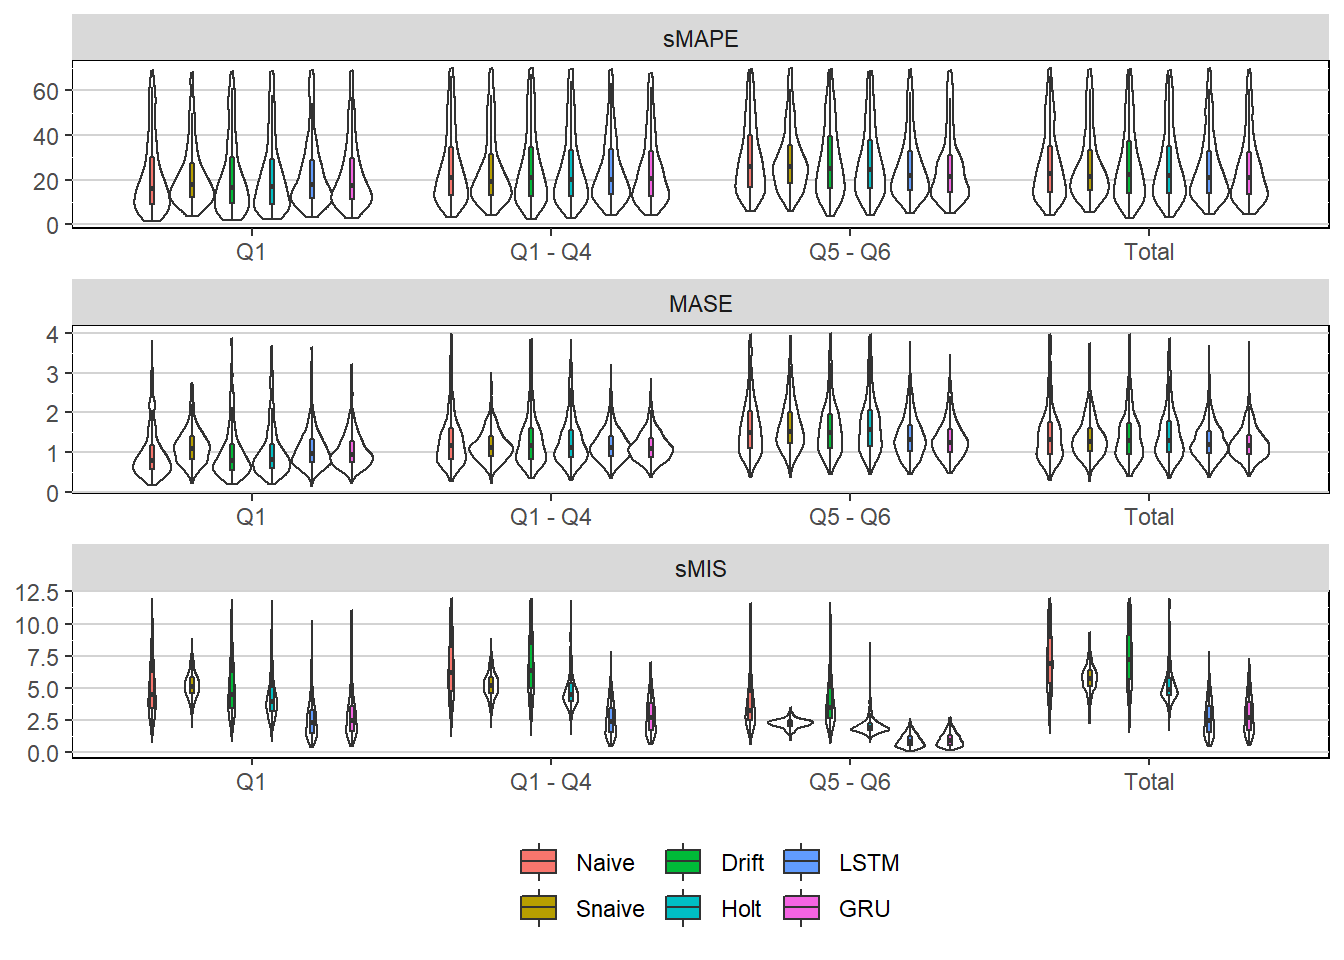 sMAPE
60
40
20
0
Q1 Q1 - Q4 Q5 - Q6 Total
MASE
4
3
2
1
0
Q1 Q1 - Q4 Q5 - Q6 Total
sMIS
12.5
10.0
7.5
5.0
2.5
0.0
Q1 Q1 - Q4 Q5 - Q6 Total
Naive Drift LSTM
Snaive Holt GRU